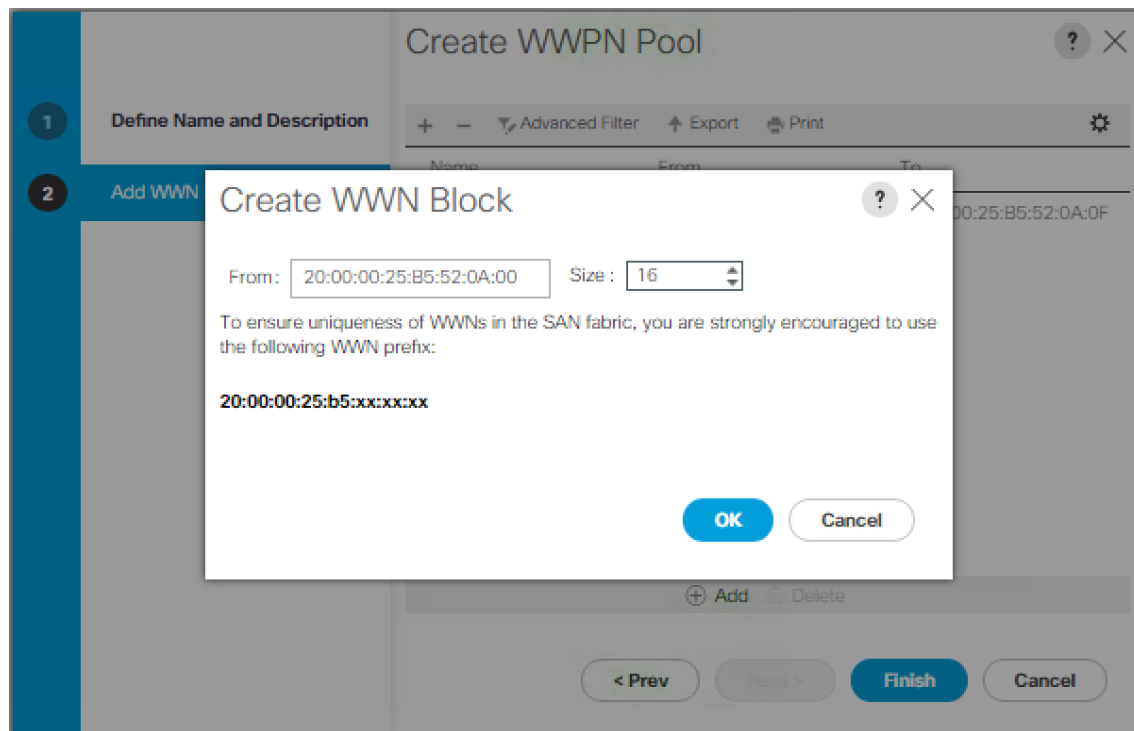 Create WWPN Pool
?
1
Define Name and Description
+ − Advanced Filter Export Print
Name From To
2
Add WWN
00:25:B5:52:0A:0F
Create WWN Block
?
From : 20:00:00:25:B5:52:0A:00 Size : 16
To ensure uniqueness of WWNs in the SAN fabric, you are strongly encouraged to use
the following WWN prefix:
20:00:00:25:b5:xx:xx:xx
OK Cancel
Add Delete
< Prev Next > Finish Cancel